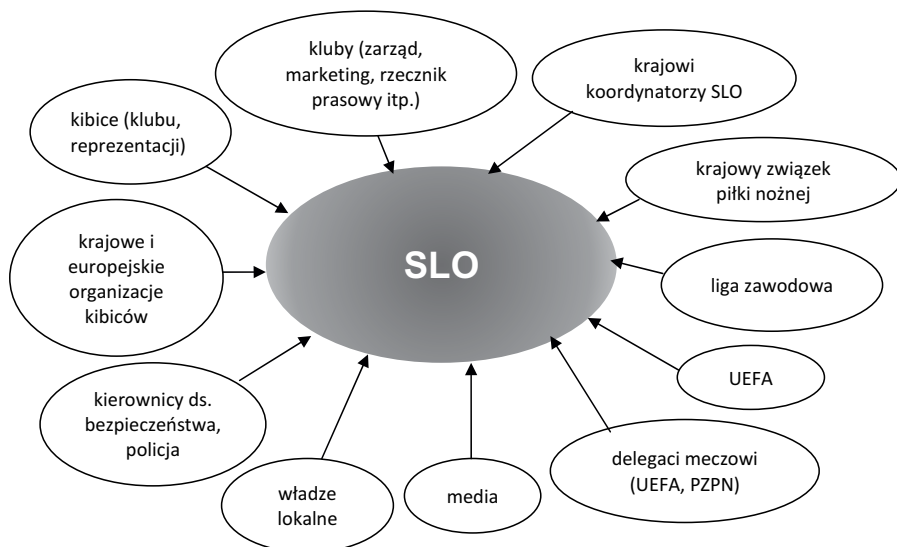 kluby (zarząd,
marketing, rzecznik
prasowy itp.)
krajowi
koordynatorzy SLO
kibice (klubu,
reprezentacji)
krajowy związek
piłki nożnej
krajowe i
europejskie
organizacje
kibiców
SLO
liga zawodowa
UEFA
kierownicy ds.
bezpieczeństwa,
policja
delegaci meczowi
(UEFA, PZPN)
władze
lokalne
media